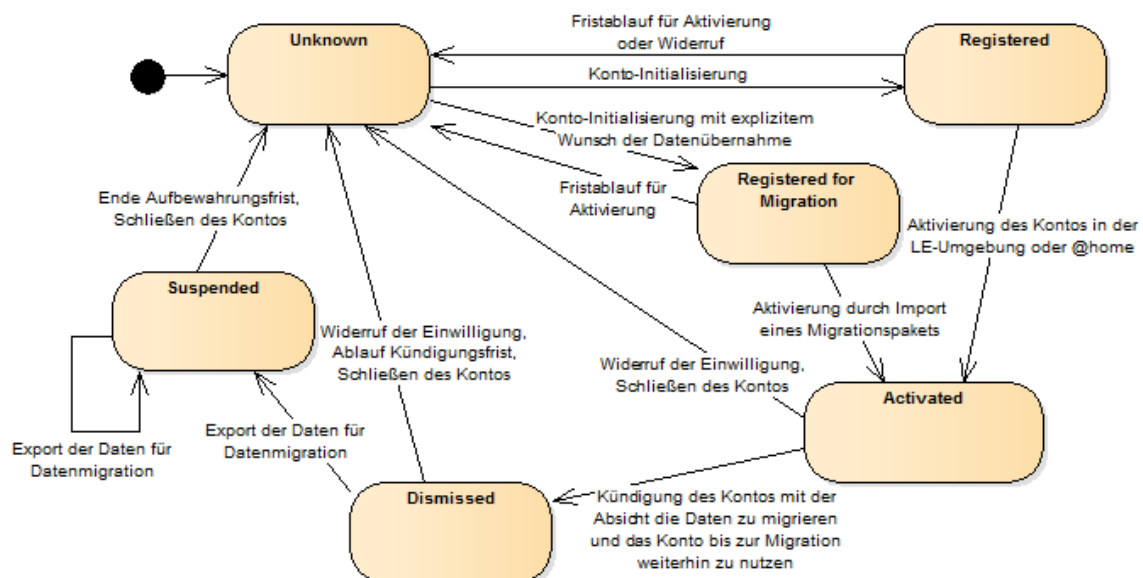 Unknown
Fristablauf für Aktivierung
oder Widerruf
Registered
Konto-Initialisierung
Konto-Initialisierung mit explizitem
Wunsch der Datenübernahme
Fristablauf für
Aktivierung
Registered for
Migration
Ende Aufbewahrungsfrist,
Schließen des Kontos
Aktivierung des Kontos in der
LE-Umgebung oder @home
Suspended
Aktivierung durch Import
eines Migrationspakets
Widerruf der Einwilligung,
Ablauf Kündigungsfrist,
Schließen des Kontos
Widerruf der Einwilligung,
Schließen des Kontos
Activated
Export der Daten für
Datenmigration
Export der Daten für
Datenmigration
Dismissed
Kündigung des Kontos mit der
Absicht die Daten zu migrieren
und das Konto bis zur Migration
weiterhin zu nutzen